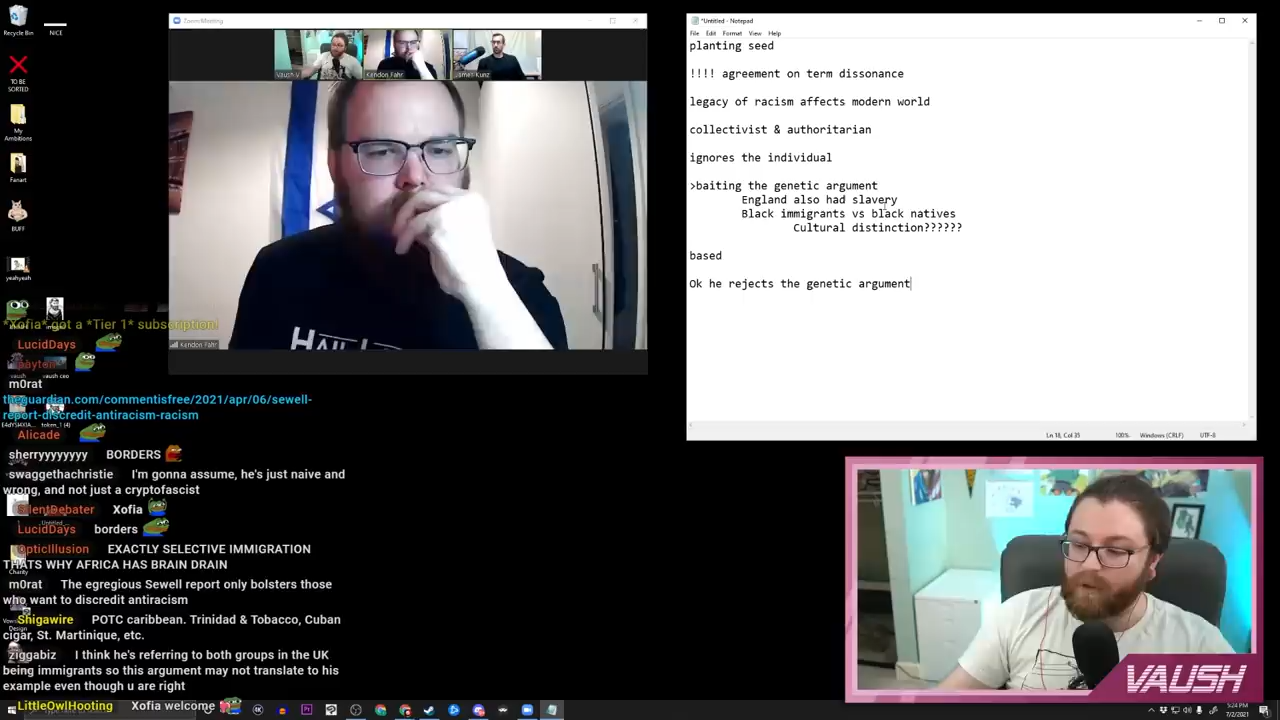 Recycle Bin
NICE
TO BE
SORTED
My
Ambitions
Fanart
BUFF
yeahyeah
Zoom Meeting
Vaush V
Kendon Fahr
James Kunz
HAIL
Kendon Fahr
*Untitled - Notepad
File Edit Format View Help
planting seed
!!!! agreement on term dissonance
legacy of racism affects modern world
collectivist & authoritarian
ignores the individual
>baiting the genetic argument
England also had slavery
Black immigrants vs black natives
Cultural distinction??????
based
Ok he rejects the genetic argument
Ln 18, Col 35 100% Windows (CRLF) UTF-8
*Xofia* got a *Tier 1* subscription!
LucidDays
payton
vaush vaush ceo
m0rat
theguardian.com/commentisfree/2021/apr/06/sewell-
report-discredit-antiracism-racism
Alicade
sherryyyyyyy BORDERS
swaggethachristie I'm gonna assume, he's just naive and
wrong, and not just a cryptofascist
SilentDebater Xofia
LucidDays borders
OpticIllusion EXACTLY SELECTIVE IMMIGRATION
THATS WHY AFRICA HAS BRAIN DRAIN
Charity
m0rat The egregious Sewell report only bolsters those
who want to discredit antiracism
Shigawire POTC caribbean. Trinidad & Tobacco, Cuban
cigar, St. Martinique, etc.
Design
ziggabiz I think he's referring to both groups in the UK
being immigrants so this argument may not translate to his
example even though u are right
LittleOwlHooting Xofia welcome
VAUSH
5:24 PM
7/2/2021